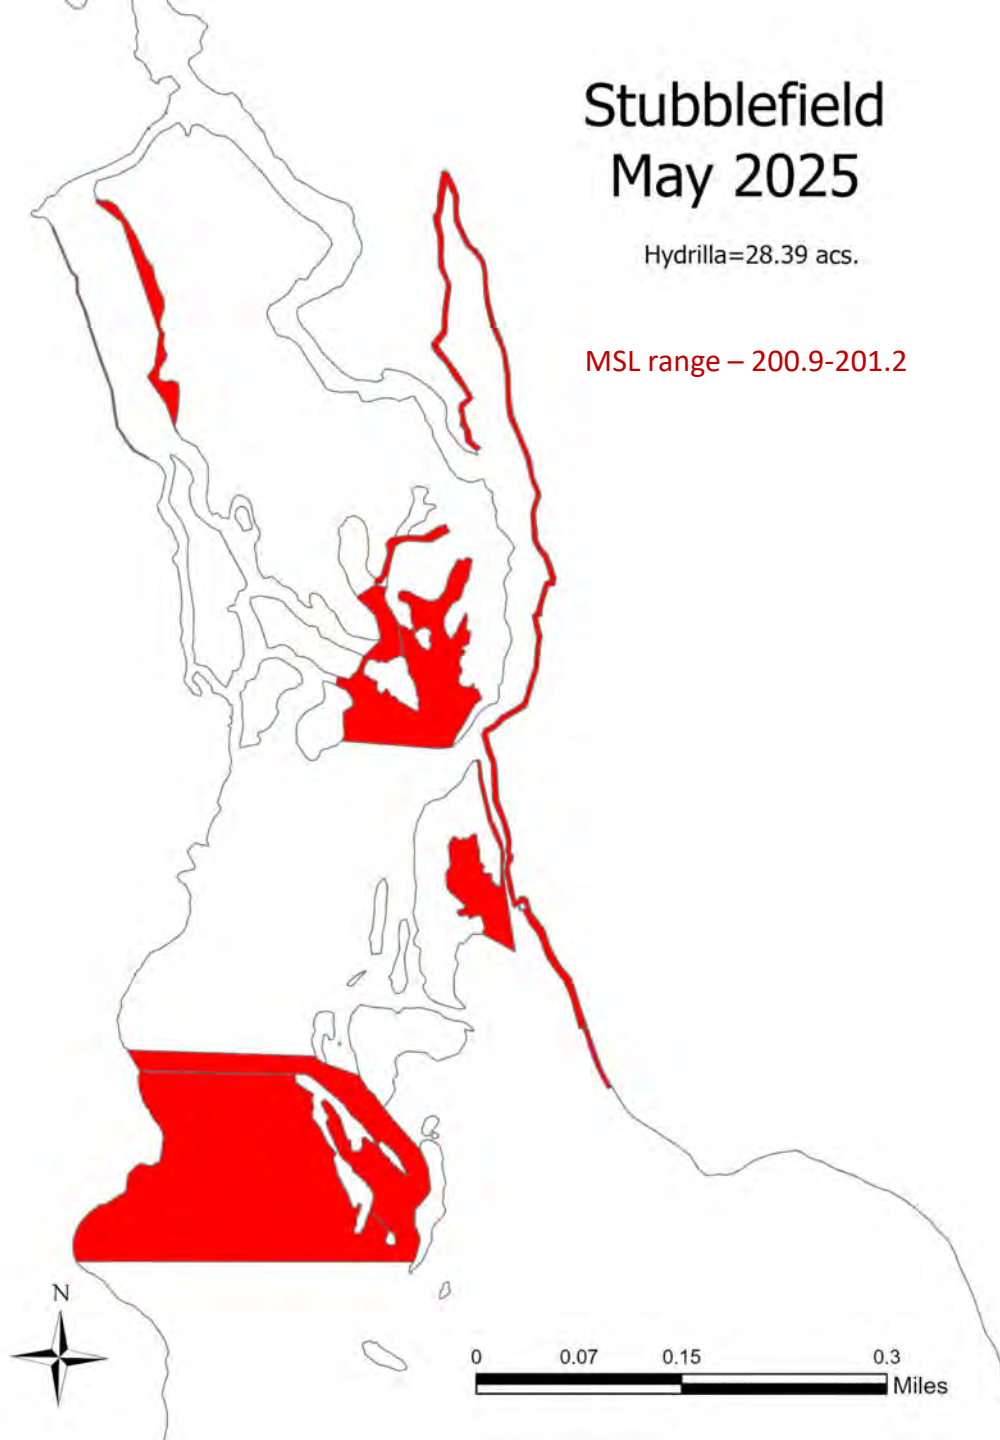 Stubblefield
May 2025
Hydrilla=28.39 acs.
MSL range – 200.9-201.2
N
0 0.07 0.15 0.3
Miles